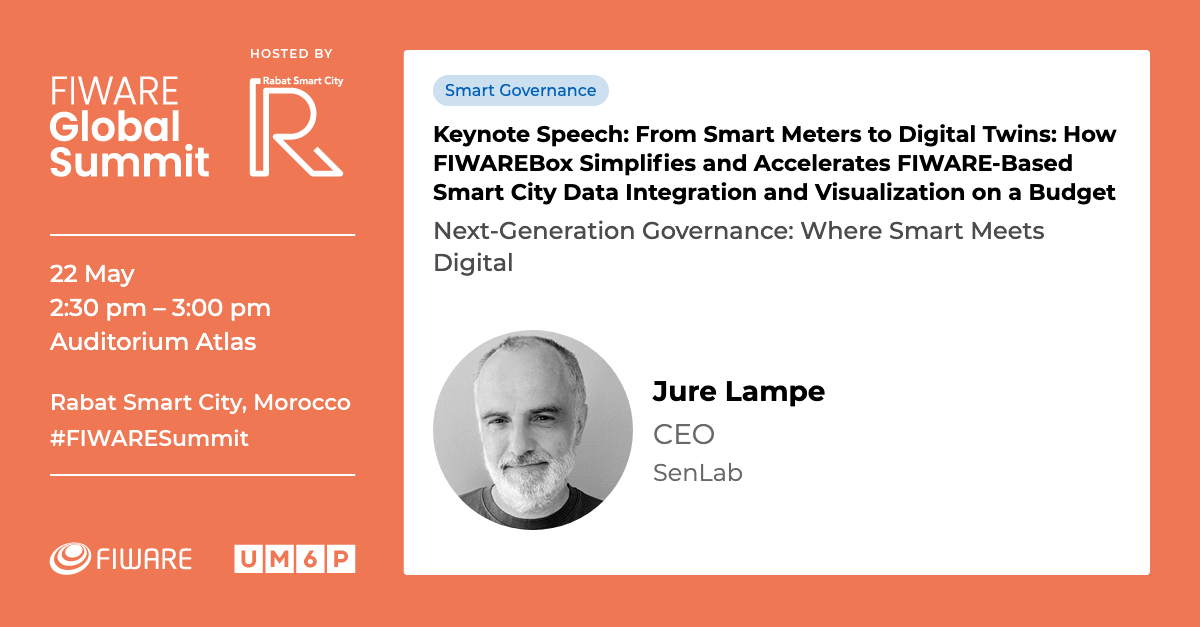 HOSTED BY
FIWARE
Global
Summit
Rabat Smart City
R
22 May
2:30 pm – 3:00 pm
Auditorium Atlas
Rabat Smart City, Morocco
#FIWARESummit
FIWARE
UM6P
Smart Governance
Keynote Speech: From Smart Meters to Digital Twins: How
FIWAREBox Simplifies and Accelerates FIWARE-Based
Smart City Data Integration and Visualization on a Budget
Next-Generation Governance: Where Smart Meets
Digital
Jure Lampe
CEO
SenLab